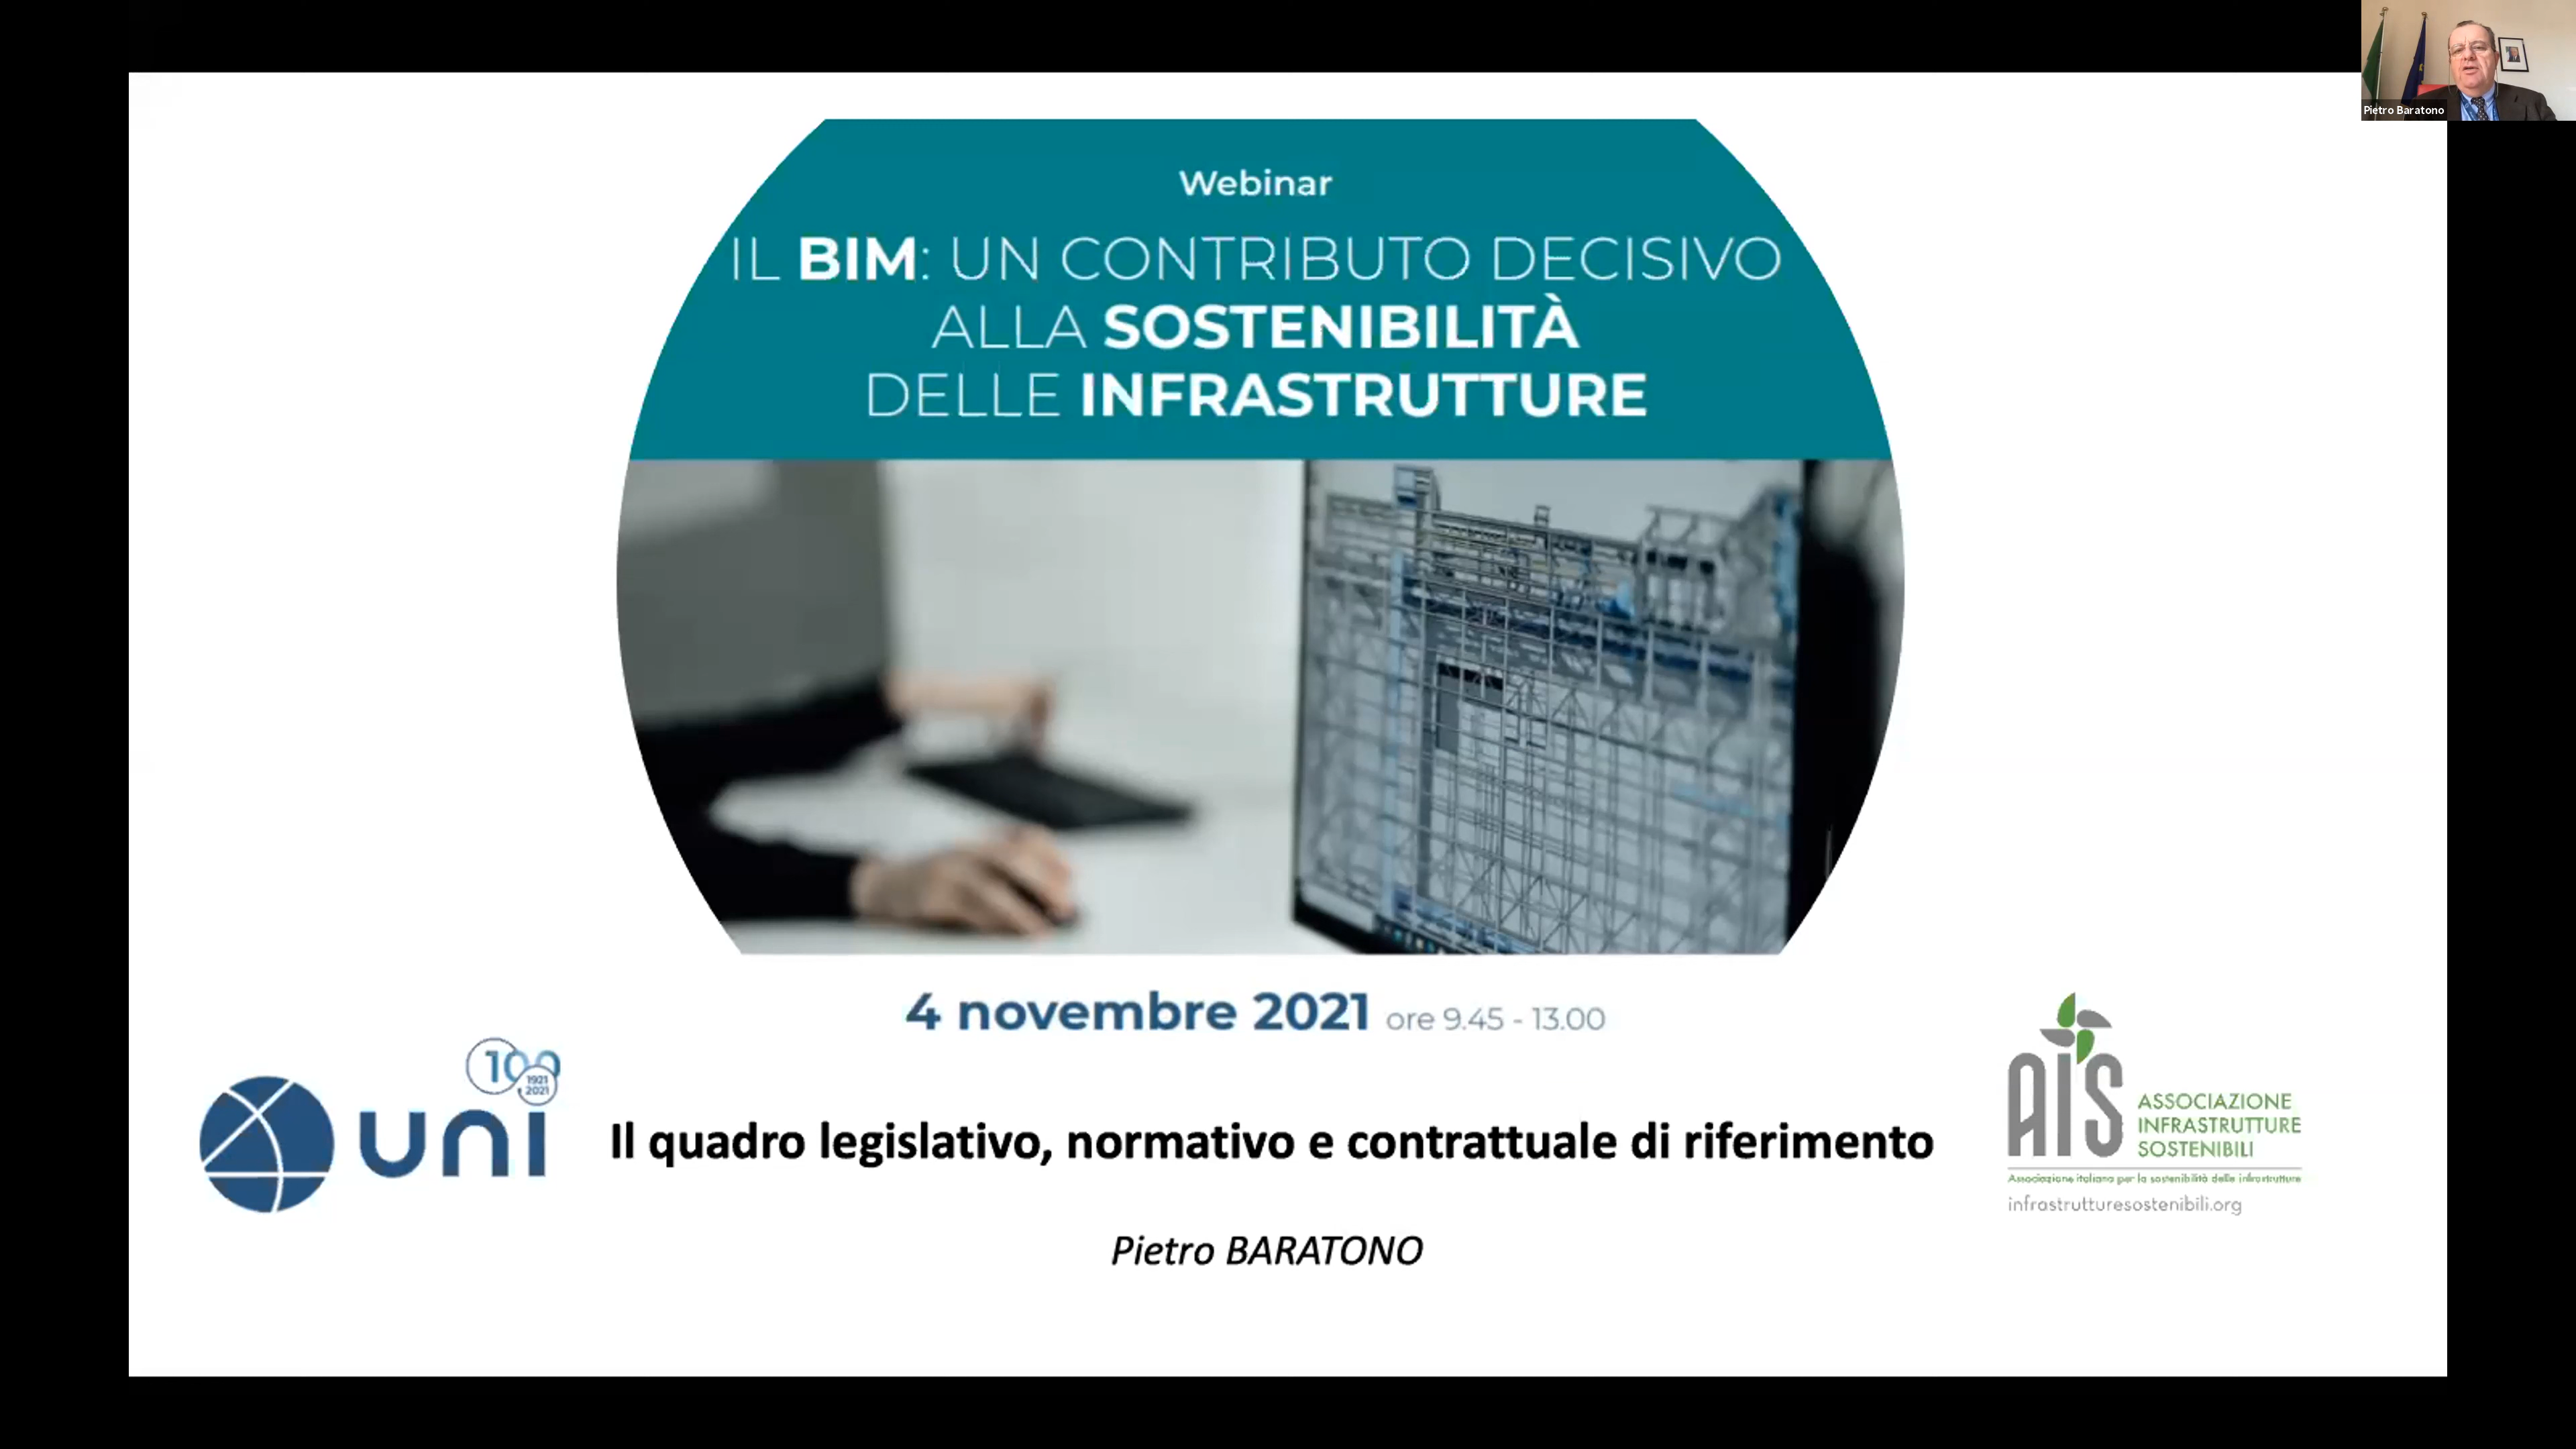 Pietro Baratono
Webinar
IL BIM: UN CONTRIBUTO DECISIVO
ALLA SOSTENIBILITÀ
DELLE INFRASTRUTTURE
4 novembre 2021 ore 9.45 - 13.00
100
1921
2021
uni
Il quadro legislativo, normativo e contrattuale di riferimento
Pietro BARATONO
AIS
ASSOCIAZIONE
INFRASTRUTTURE
SOSTENIBILI
Associazione italiana per la sostenibilità delle infrastrutture
infrastrutturesostenibili.org